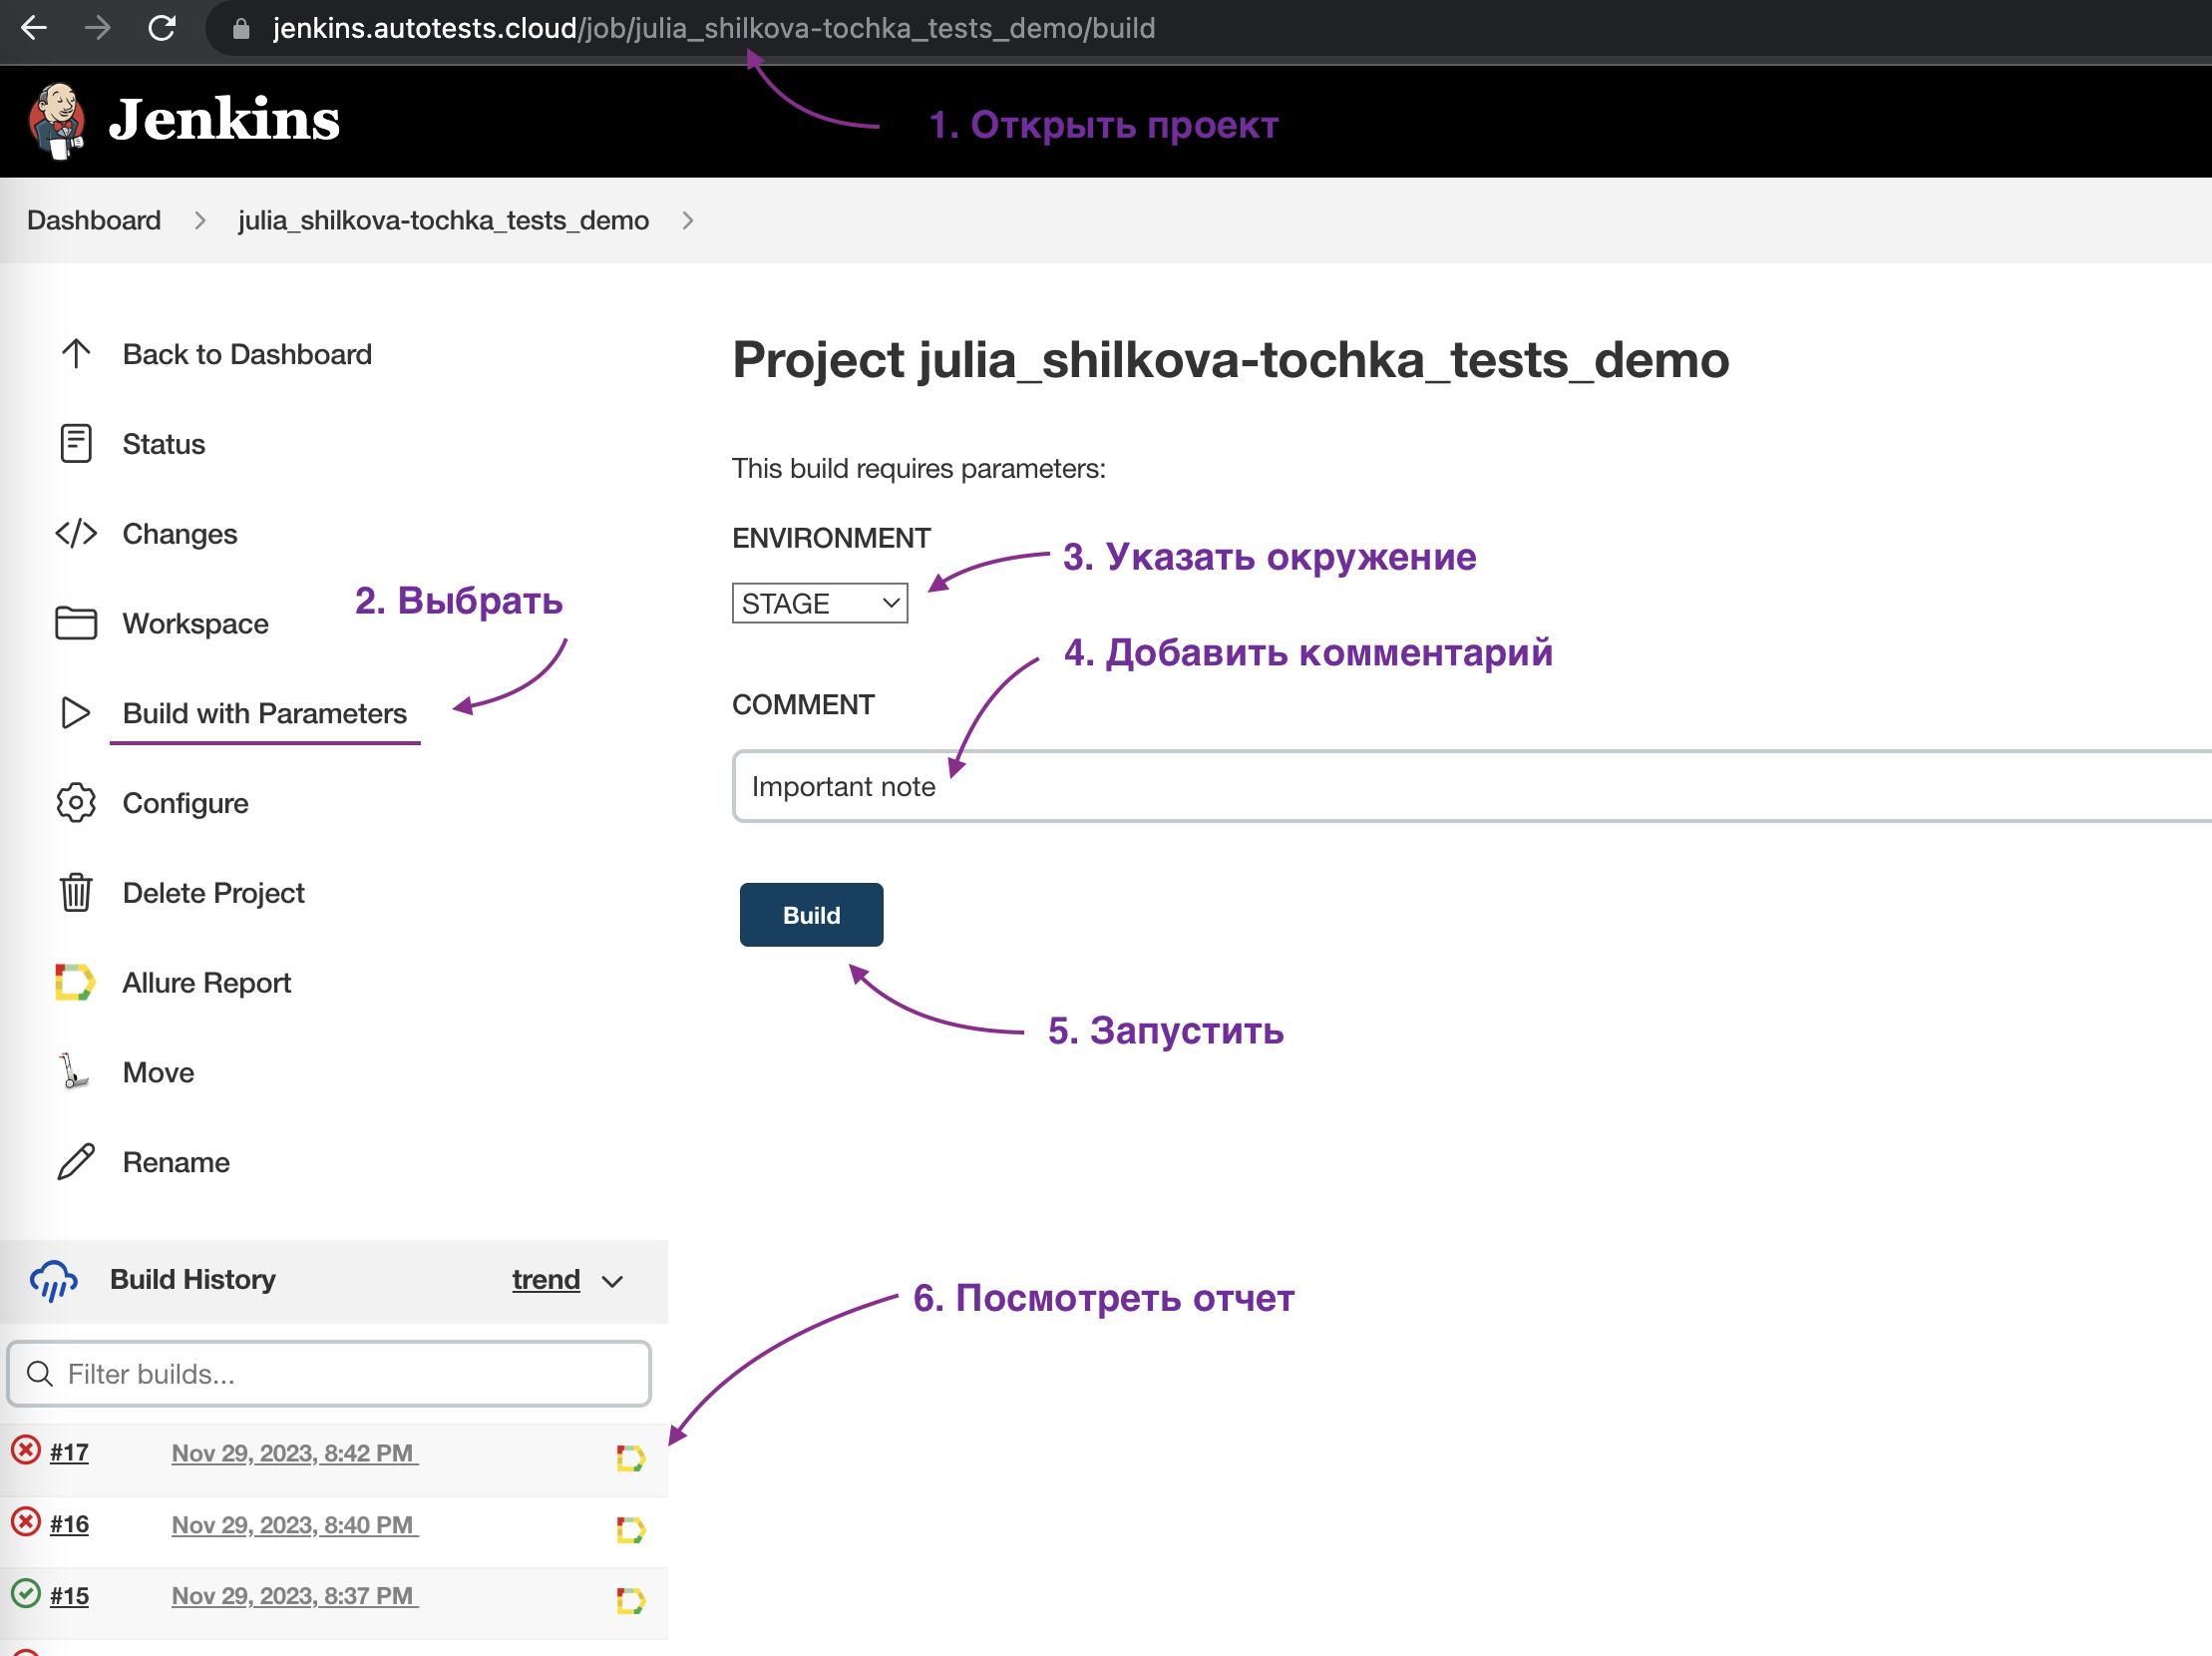 jenkins.autotests.cloud/job/julia_shilkova-tochka_tests_demo/build
Jenkins
1. Открыть проект
Dashboard
julia_shilkova-tochka_tests_demo
Back to Dashboard
Status
Changes
Workspace
2. Выбрать
Build with Parameters
Configure
Delete Project
Allure Report
Move
Rename
Project julia_shilkova-tochka_tests_demo
This build requires parameters:
ENVIRONMENT
3. Указать окружение
STAGE
4. Добавить комментарий
COMMENT
Important note
Build
5. Запустить
Build History
trend
6. Посмотреть отчет
Filter builds...
#17 Nov 29, 2023, 8:42 PM
#16 Nov 29, 2023, 8:40 PM
#15 Nov 29, 2023, 8:37 PM